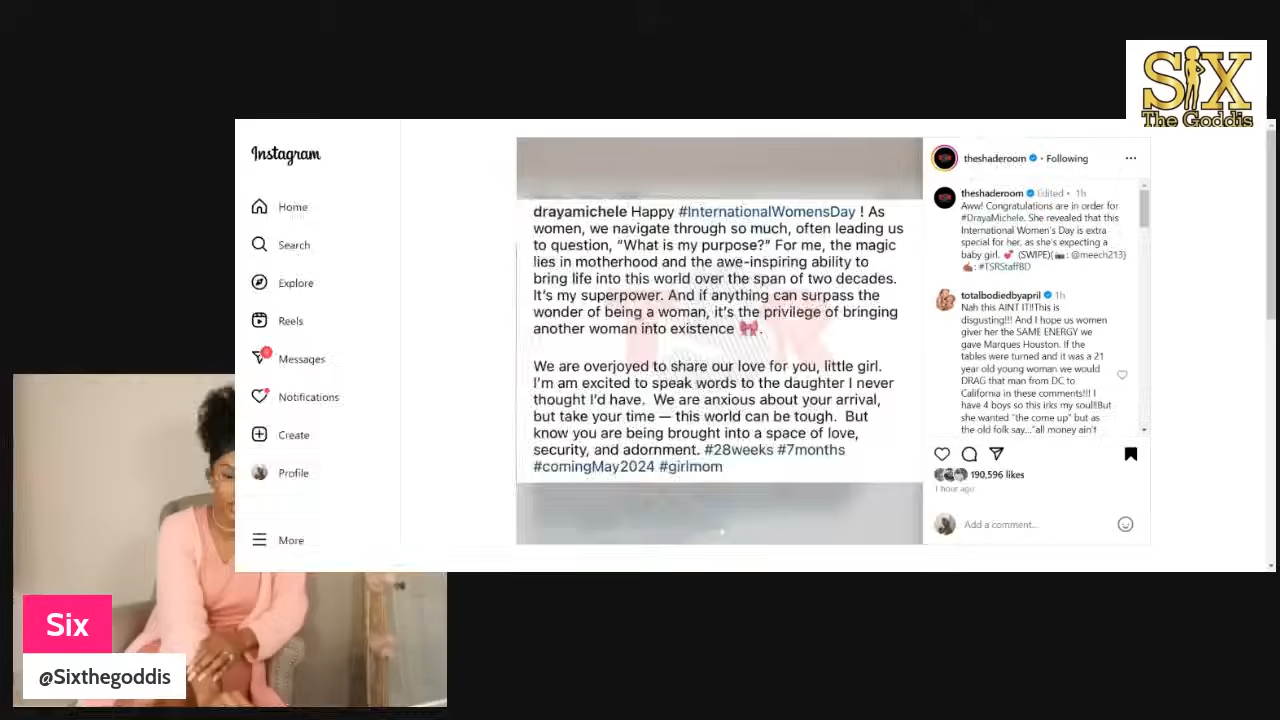 SiX
The Goddis
Instagram
Home
Search
Explore
Reels
Messages
Notifications
Create
Profile
More
drayamichele Happy #InternationalWomensDay ! As
women, we navigate through so much, often leading us
to question, “What is my purpose?” For me, the magic
lies in motherhood and the awe-inspiring ability to
bring life into this world over the span of two decades.
It’s my superpower. And if anything can surpass the
wonder of being a woman, it’s the privilege of bringing
another woman into existence 🎀.
We are overjoyed to share our love for you, little girl.
I’m am excited to speak words to the daughter I never
thought I’d have. We are anxious about your arrival,
but take your time — this world can be tough. But
know you are being brought into a space of love,
security, and adornment. #28weeks #7months
#comingMay2024 #girlmom
theshaderoom • Following
theshaderoom Edited • 1h
Aww! Congratulations are in order for
#DrayaMichele. She revealed that this
International Women's Day is extra
special for her, as she's expecting a
baby girl. 💕 (SWIPE)(📷: @meech213)
✍🏾: #TSRStaffBD
totalbodiedbyapril 1h
Nah this AINT IT!!This is
disgusting!!! And I hope us women
giver her the SAME ENERGY we
gave Marques Houston. If the
tables were turned and it was a 21
year old young woman we would
DRAG that man from DC to
California in these comments!!! I
have 4 boys so this irks my soul!!But
she wanted "the come up" but as
the old folk say..."all money ain't
190,596 likes
1 hour ago
Add a comment...
Six
@Sixthegoddis